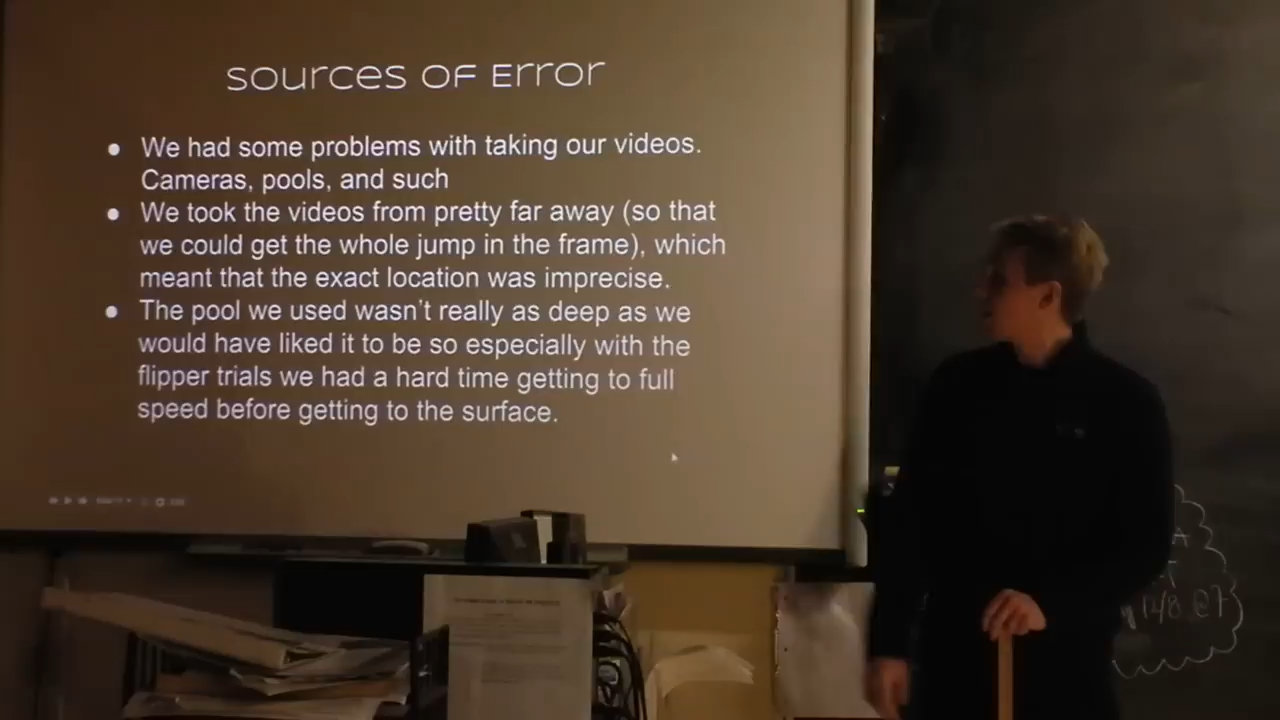 Sources of Error
● We had some problems with taking our videos.
Cameras, pools, and such
● We took the videos from pretty far away (so that
we could get the whole jump in the frame), which
meant that the exact location was imprecise.
● The pool we used wasn't really as deep as we
would have liked it to be so especially with the
flipper trials we had a hard time getting to full
speed before getting to the surface.
12/8 @7